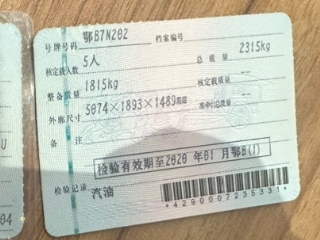 号牌号码 鄂B7N202 档案编号
核定载人数 5人 总质量 2315kg
整备质量 1815kg 核定载质量 --
外廓尺寸 5074×1893×1489mm 准牵引总质量 --
备注
检验有效期至2020年01月鄂B(1)
检验记录 汽油
*4290007235331*
04